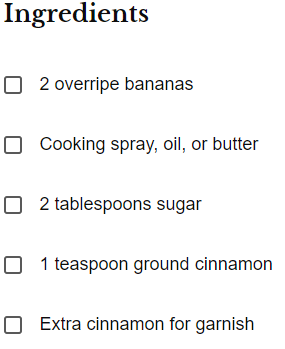 Ingredients
2 overripe bananas
Cooking spray, oil, or butter
2 tablespoons sugar
1 teaspoon ground cinnamon
Extra cinnamon for garnish